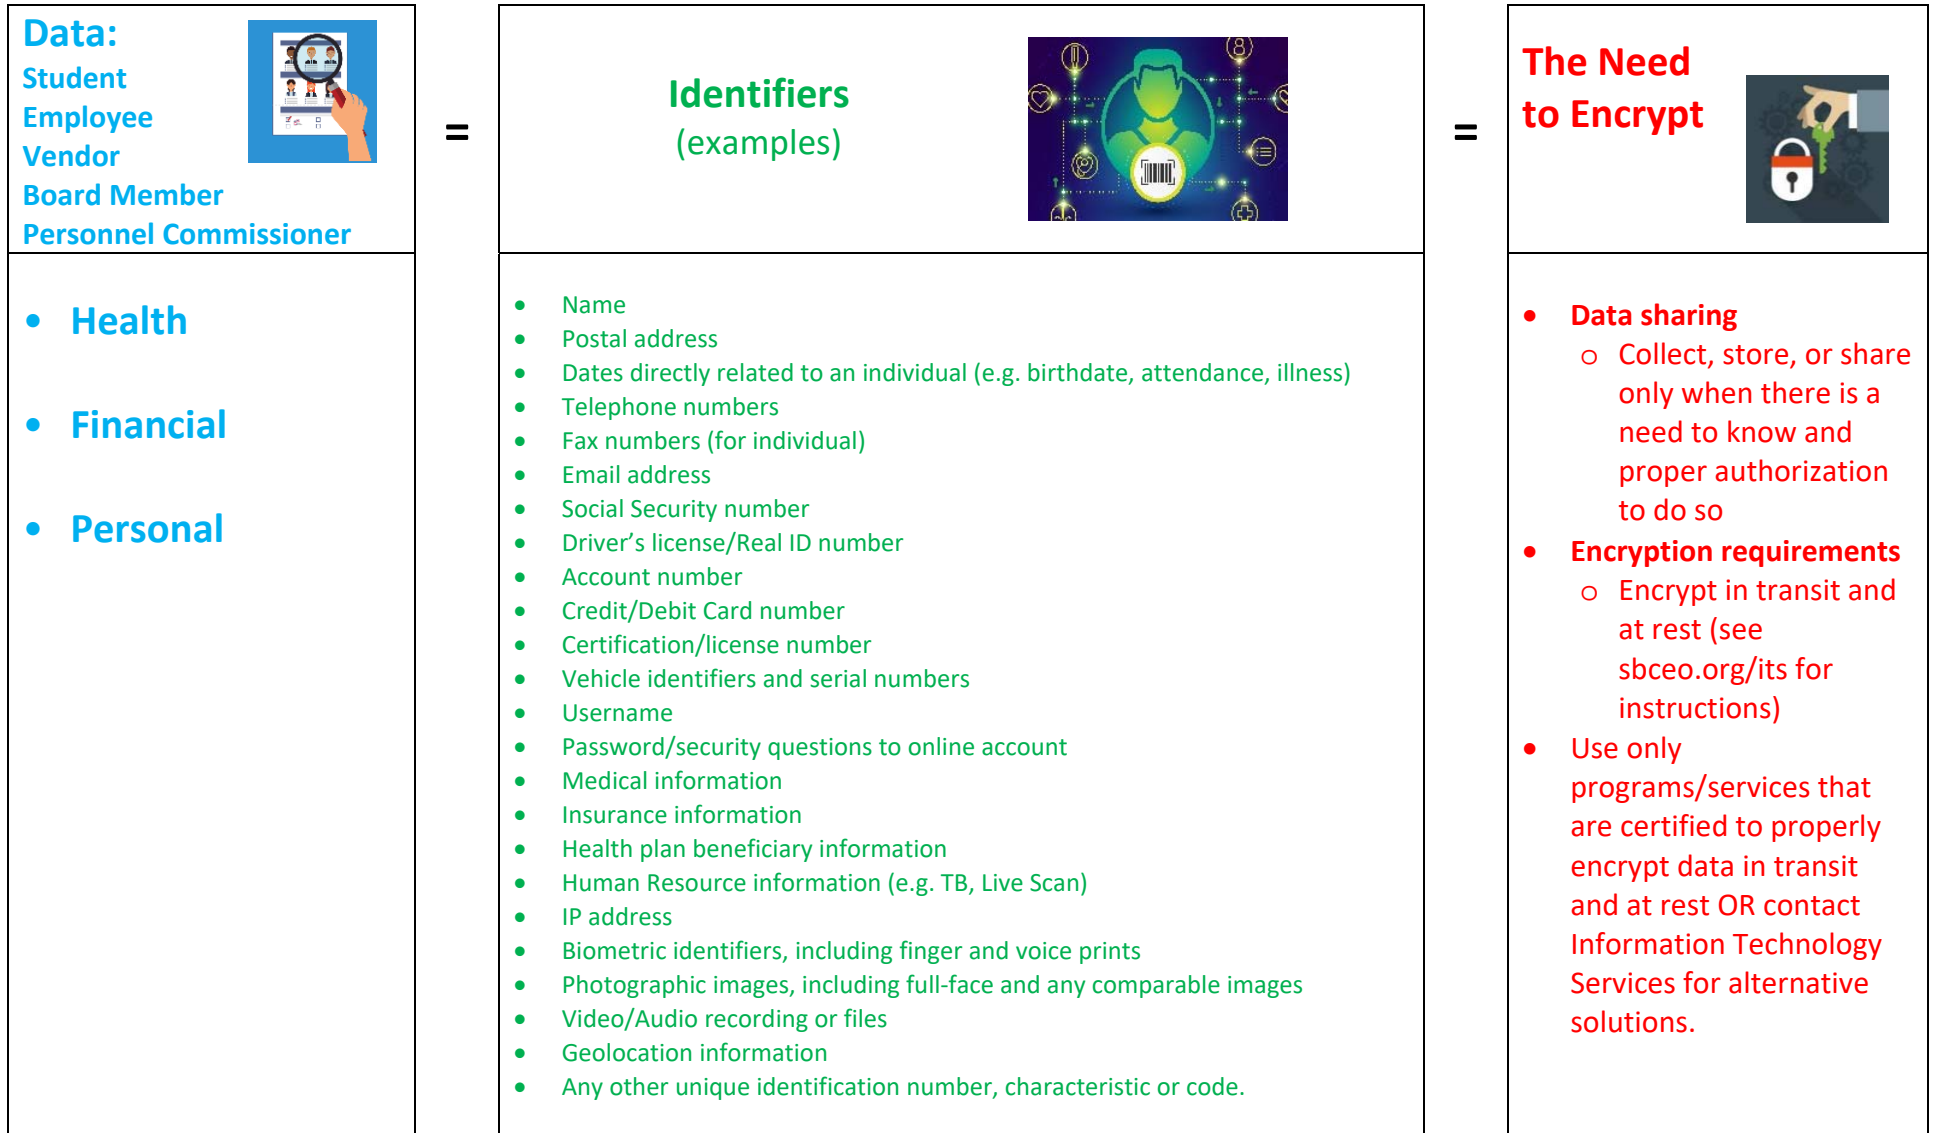 Data:
Student
Employee
Vendor
Board Member
Personnel Commissioner
=
Identifiers
(examples)
=
The Need
to Encrypt
• Health
• Financial
• Personal
• Name
• Postal address
• Dates directly related to an individual (e.g. birthdate, attendance, illness)
• Telephone numbers
• Fax numbers (for individual)
• Email address
• Social Security number
• Driver’s license/Real ID number
• Account number
• Credit/Debit Card number
• Certification/license number
• Vehicle identifiers and serial numbers
• Username
• Password/security questions to online account
• Medical information
• Insurance information
• Health plan beneficiary information
• Human Resource information (e.g. TB, Live Scan)
• IP address
• Biometric identifiers, including finger and voice prints
• Photographic images, including full-face and any comparable images
• Video/Audio recording or files
• Geolocation information
• Any other unique identification number, characteristic or code.
• Data sharing
o Collect, store, or share
only when there is a
need to know and
proper authorization
to do so
• Encryption requirements
o Encrypt in transit and
at rest (see
sbceo.org/its for
instructions)
• Use only
programs/services that
are certified to properly
encrypt data in transit
and at rest OR contact
Information Technology
Services for alternative
solutions.